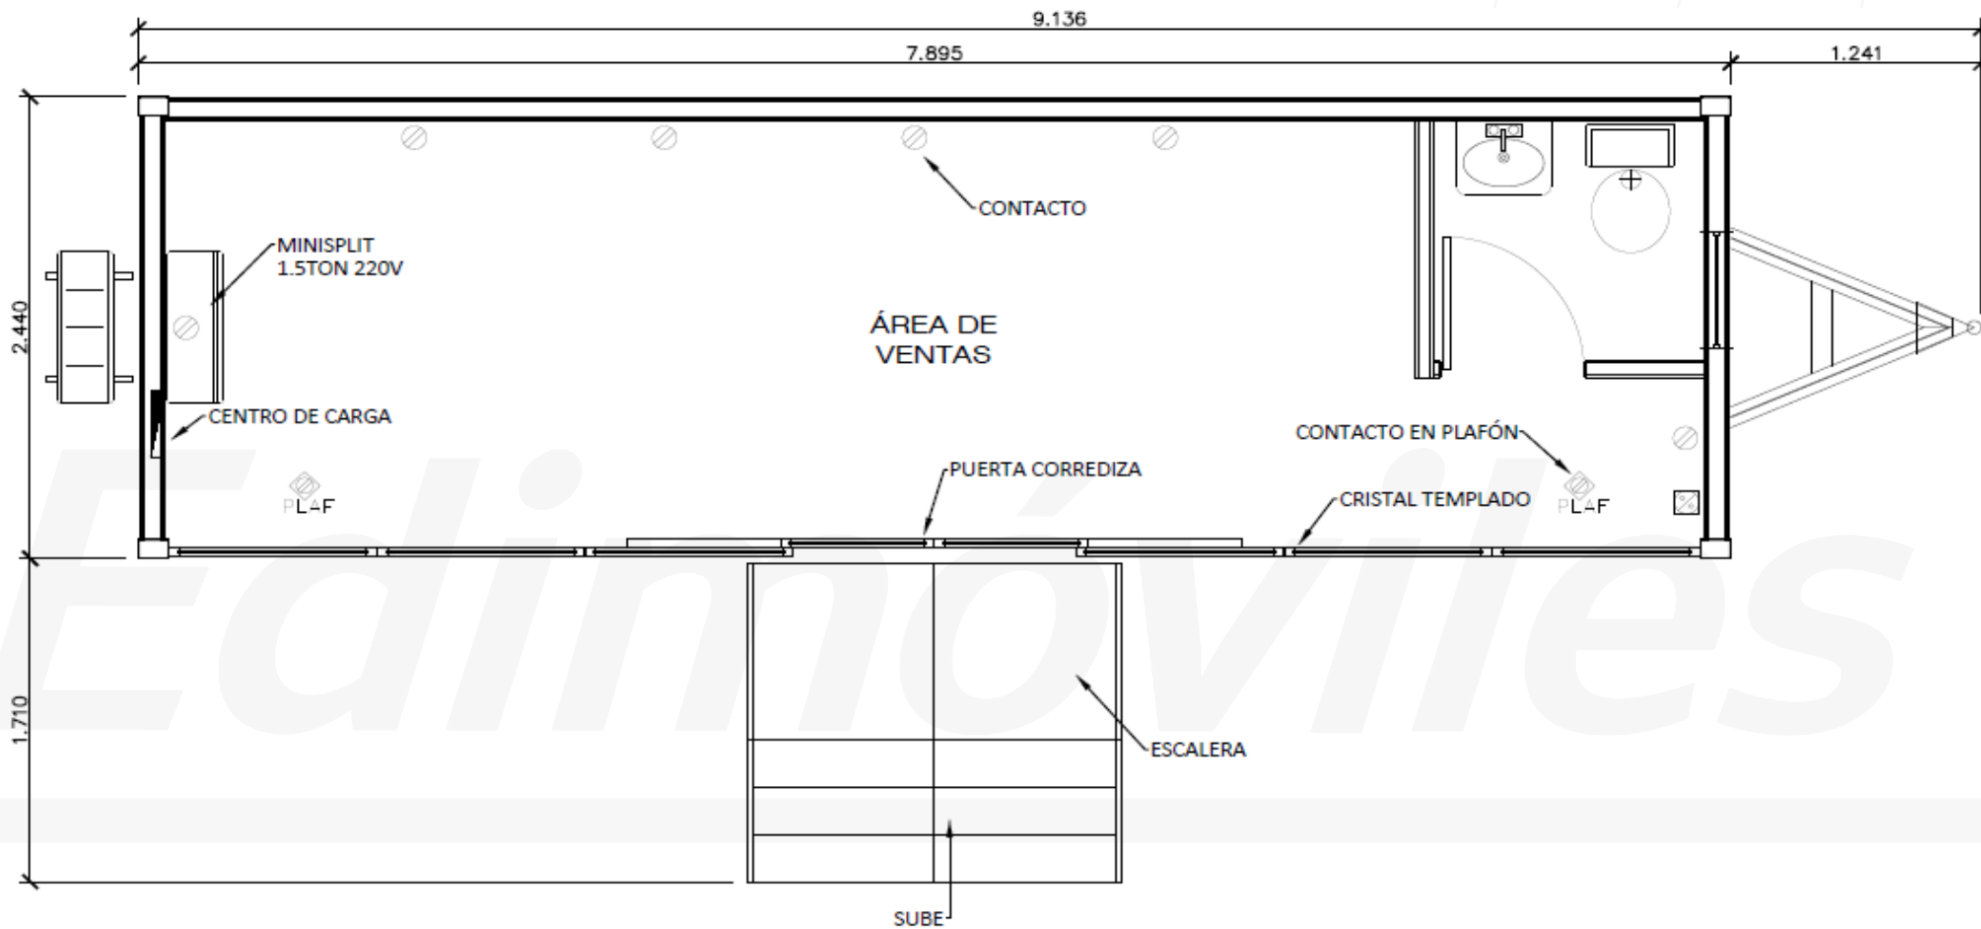 9.136
7.895
1.241
CONTACTO
MINISPLIT
1.5TON 220V
2.440
ÁREA DE
VENTAS
CENTRO DE CARGA
CONTACTO EN PLAFÓN
PUERTA CORREDIZA
CRISTAL TEMPLADO
PLAF
PLAF
Edimóviles
1.710
ESCALERA
SUBE